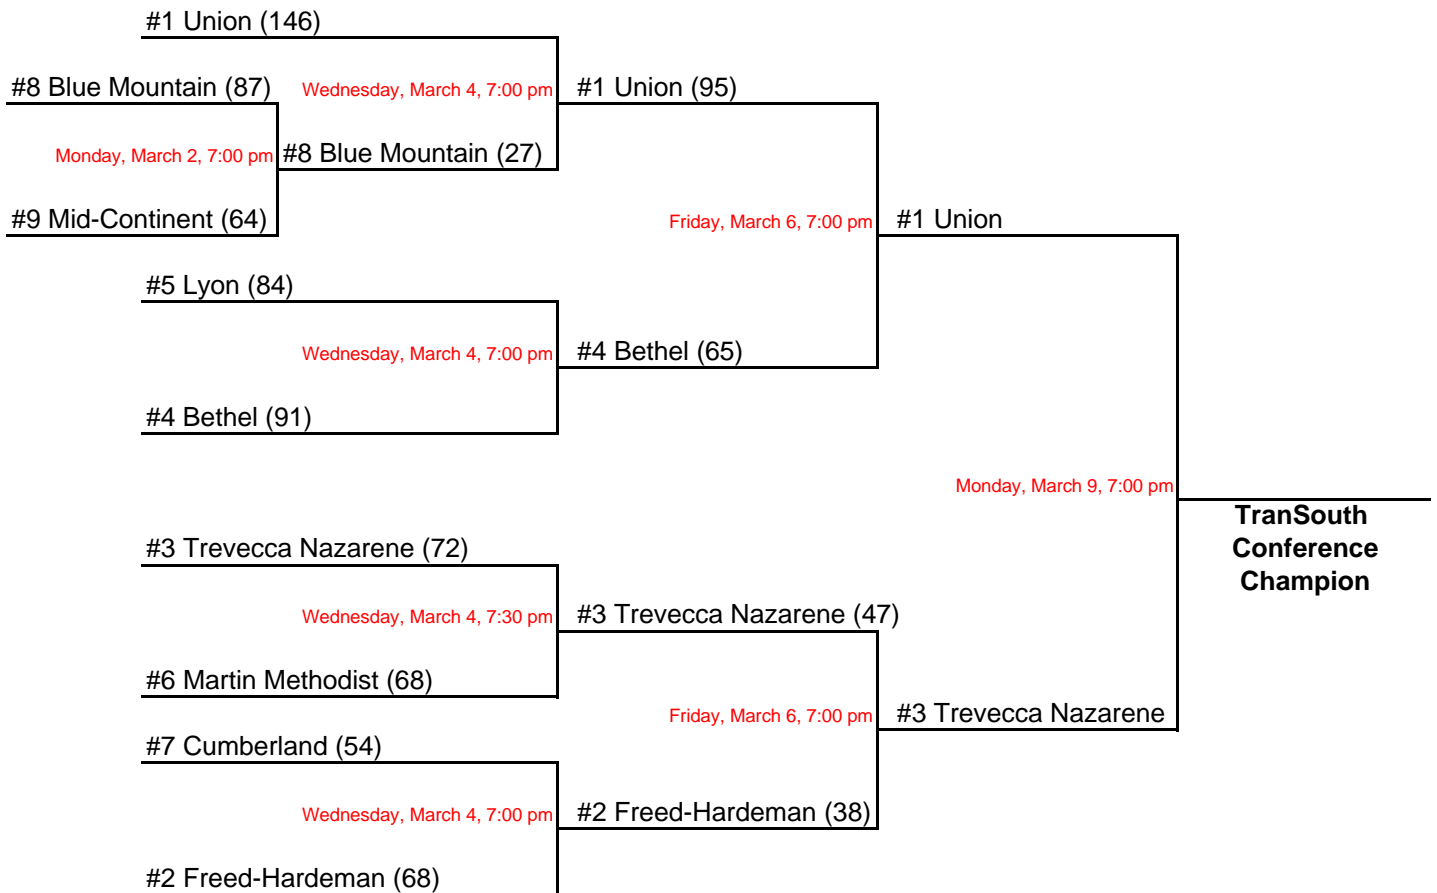 #1 Union (146)
#8 Blue Mountain (87)
Wednesday, March 4, 7:00 pm
#1 Union (95)
Monday, March 2, 7:00 pm
#8 Blue Mountain (27)
#9 Mid-Continent (64)
Friday, March 6, 7:00 pm
#1 Union
#5 Lyon (84)
Wednesday, March 4, 7:00 pm
#4 Bethel (65)
#4 Bethel (91)
Monday, March 9, 7:00 pm
TranSouth
Conference
Champion
#3 Trevecca Nazarene (72)
Wednesday, March 4, 7:30 pm
#3 Trevecca Nazarene (47)
#6 Martin Methodist (68)
Friday, March 6, 7:00 pm
#3 Trevecca Nazarene
#7 Cumberland (54)
Wednesday, March 4, 7:00 pm
#2 Freed-Hardeman (38)
#2 Freed-Hardeman (68)